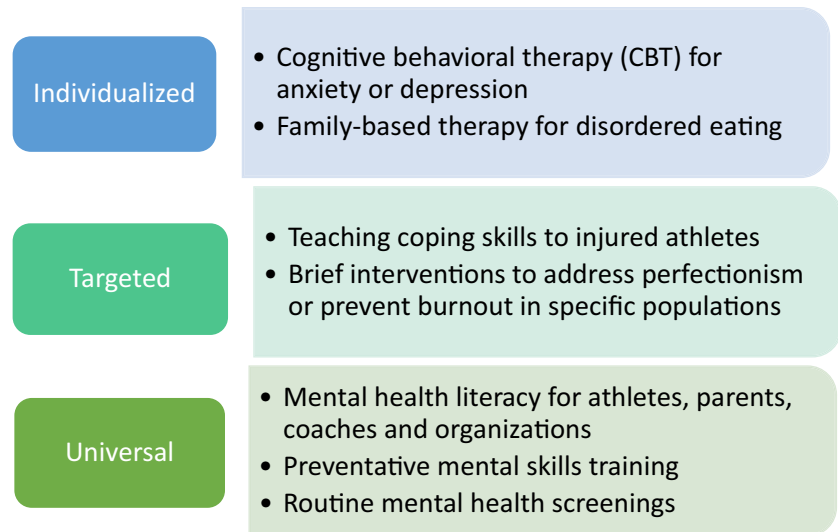 Individualized
• Cognitive behavioral therapy (CBT) for
anxiety or depression
• Family-based therapy for disordered eating
Targeted
• Teaching coping skills to injured athletes
• Brief interventions to address perfectionism
or prevent burnout in specific populations
Universal
• Mental health literacy for athletes, parents,
coaches and organizations
• Preventative mental skills training
• Routine mental health screenings